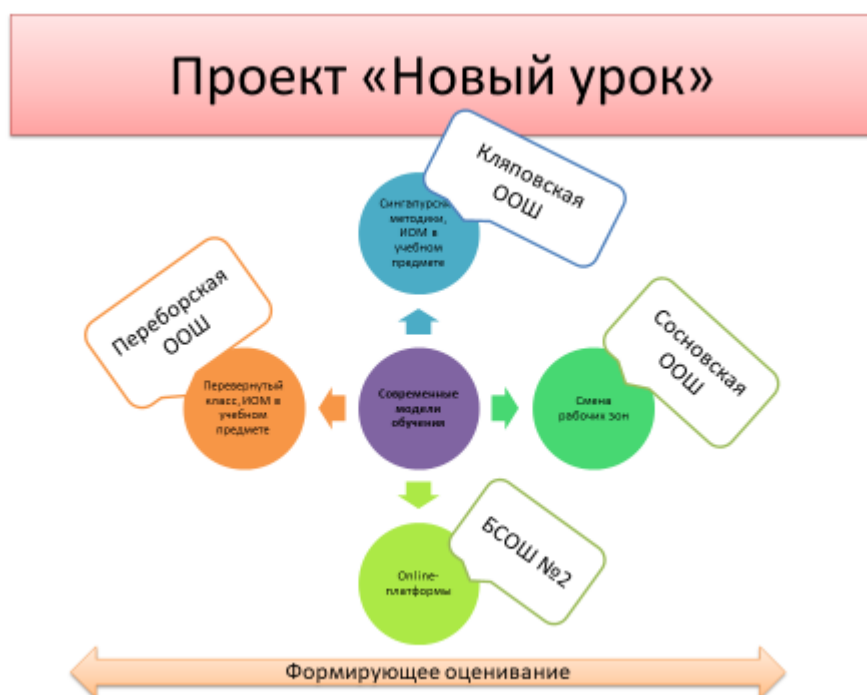 Проект «Новый урок»
Кляповская
ООШ
методики,
ИОМ в
учебном
предмете
Переборская
ООШ
Сосновская
ООШ
Перевернутый
класс, ИОМ в
учебном
предмете
Современные
модели
обучения
Смена
рабочих зон
БСОШ №2
Online-
платформы
Формирующее оценивание